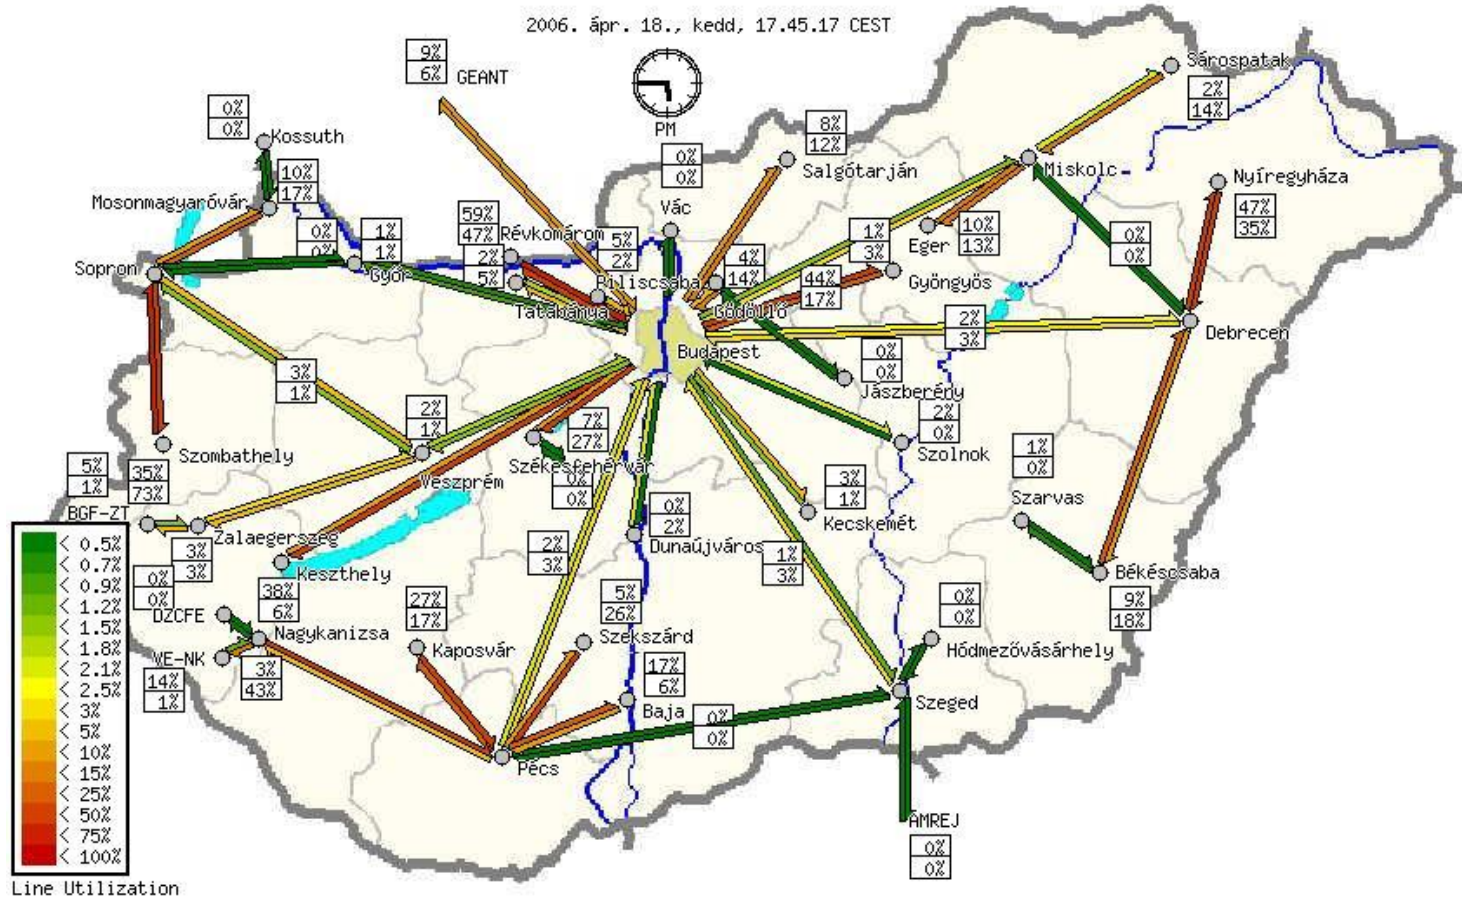 2006. ápr. 18., kedd, 17.45.17 CEST
9%
6%
GEANT
PM
Sárospatak
2%
14%
0%
0%
Kossuth
8%
12%
Salgótarján
0%
0%
Vác
Miskolc
Nyíregyháza
47%
35%
10%
17%
Mosonmagyaróvár
59%
47%
Révkomárom
1%
3%
Eger
10%
13%
0%
0%
1%
1%
Győr
2%
5%
5%
2%
Piliscsaba
4%
14%
0%
0%
Sopron
Tatabánya
Gödöllő
44%
17%
Gyöngyös
2%
3%
Debrecen
Budapest
0%
0%
Jászberény
3%
1%
2%
1%
7%
27%
2%
0%
Szolnok
Szombathely
Székesfehérvár
0%
0%
1%
0%
Szarvas
5%
1%
35%
73%
Veszprém
3%
1%
Kecskemét
BGF-ZT
Zalaegerszeg
3%
3%
0%
2%
Dunaújváros
2%
3%
1%
3%
Keszthely
Békéscsaba
9%
18%
0%
0%
DZCFE
38%
6%
27%
17%
5%
26%
0%
0%
Nagykanizsa
Kaposvár
Szekszárd
Hódmezővásárhely
VE-NK
14%
1%
3%
43%
17%
6%
Baja
Szeged
0%
0%
Pécs
ÁMREJ
0%
0%
< 0.5%
< 0.7%
< 0.9%
< 1.2%
< 1.5%
< 1.8%
< 2.1%
< 2.5%
< 3%
< 5%
< 10%
< 15%
< 25%
< 50%
< 75%
< 100%
Line Utilization